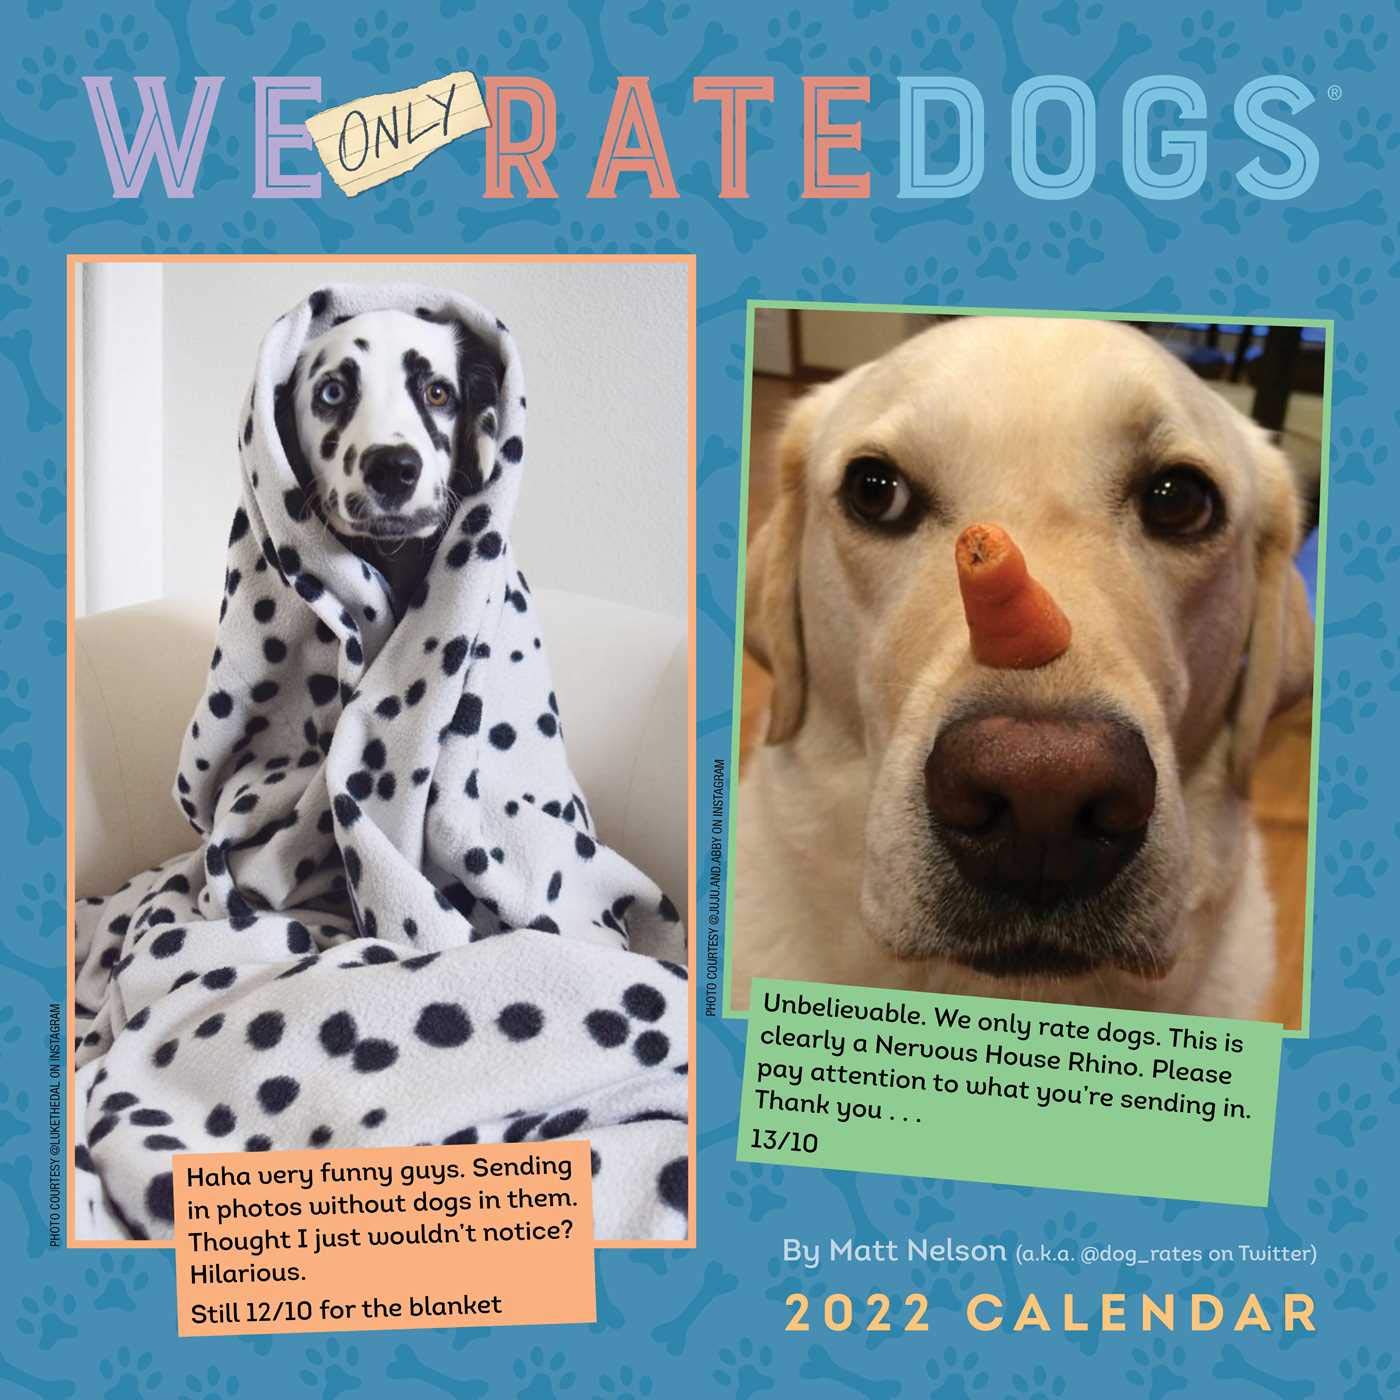 WE ONLY RATEDOGS®
PHOTO COURTESY @LUKETHEDAL ON INSTAGRAM
Haha very funny guys. Sending
in photos without dogs in them.
Thought I just wouldn't notice?
Hilarious.
Still 12/10 for the blanket
PHOTO COURTESY @JUJU.AND.ABBY ON INSTAGRAM
Unbelievable. We only rate dogs. This is
clearly a Nervous House Rhino. Please
pay attention to what you're sending in.
Thank you . . .
13/10
By Matt Nelson (a.k.a. @dog_rates on Twitter)
2022 CALENDAR